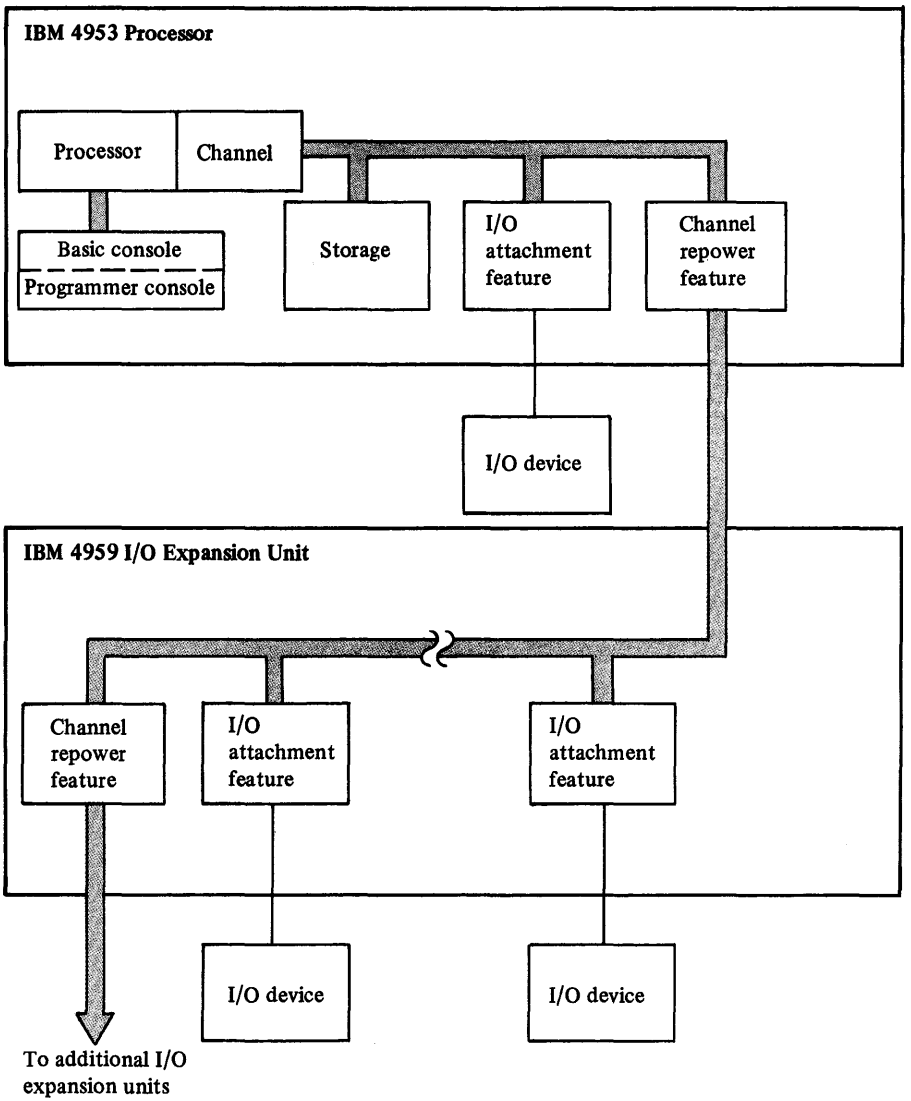 IBM 4953 Processor
Processor
Channel
Basic console
Programmer console
Storage
I/O
attachment
feature
Channel
repower
feature
I/O device
IBM 4959 I/O Expansion Unit
Channel
repower
feature
I/O
attachment
feature
I/O
attachment
feature
I/O device
I/O device
To additional I/O
expansion units